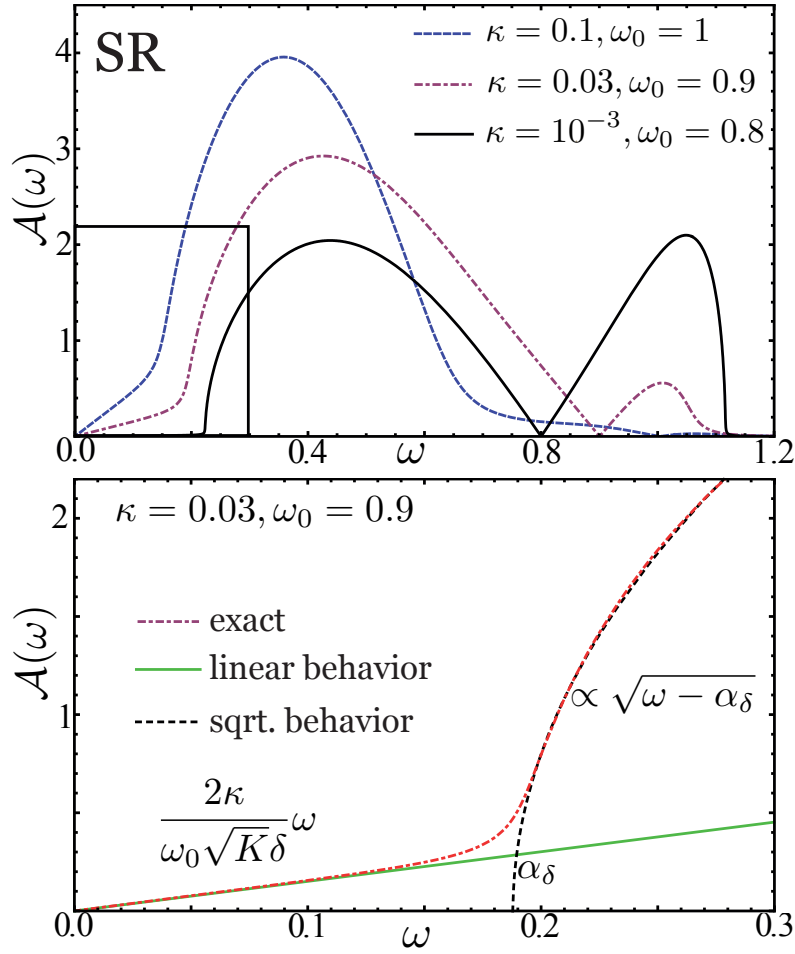 SR
κ = 0.1, ω₀ = 1
κ = 0.03, ω₀ = 0.9
κ = 10⁻³, ω₀ = 0.8
𝒜(ω)
4
3
2
1
0.0 0.4 0.8 1.2
ω
κ = 0.03, ω₀ = 0.9
exact
linear behavior
sqrt. behavior
∝ √(ω − α_δ)
2κ/(ω₀√K̅δ) ω
α_δ
𝒜(ω)
2
1
0.0 0.1 0.2 0.3
ω